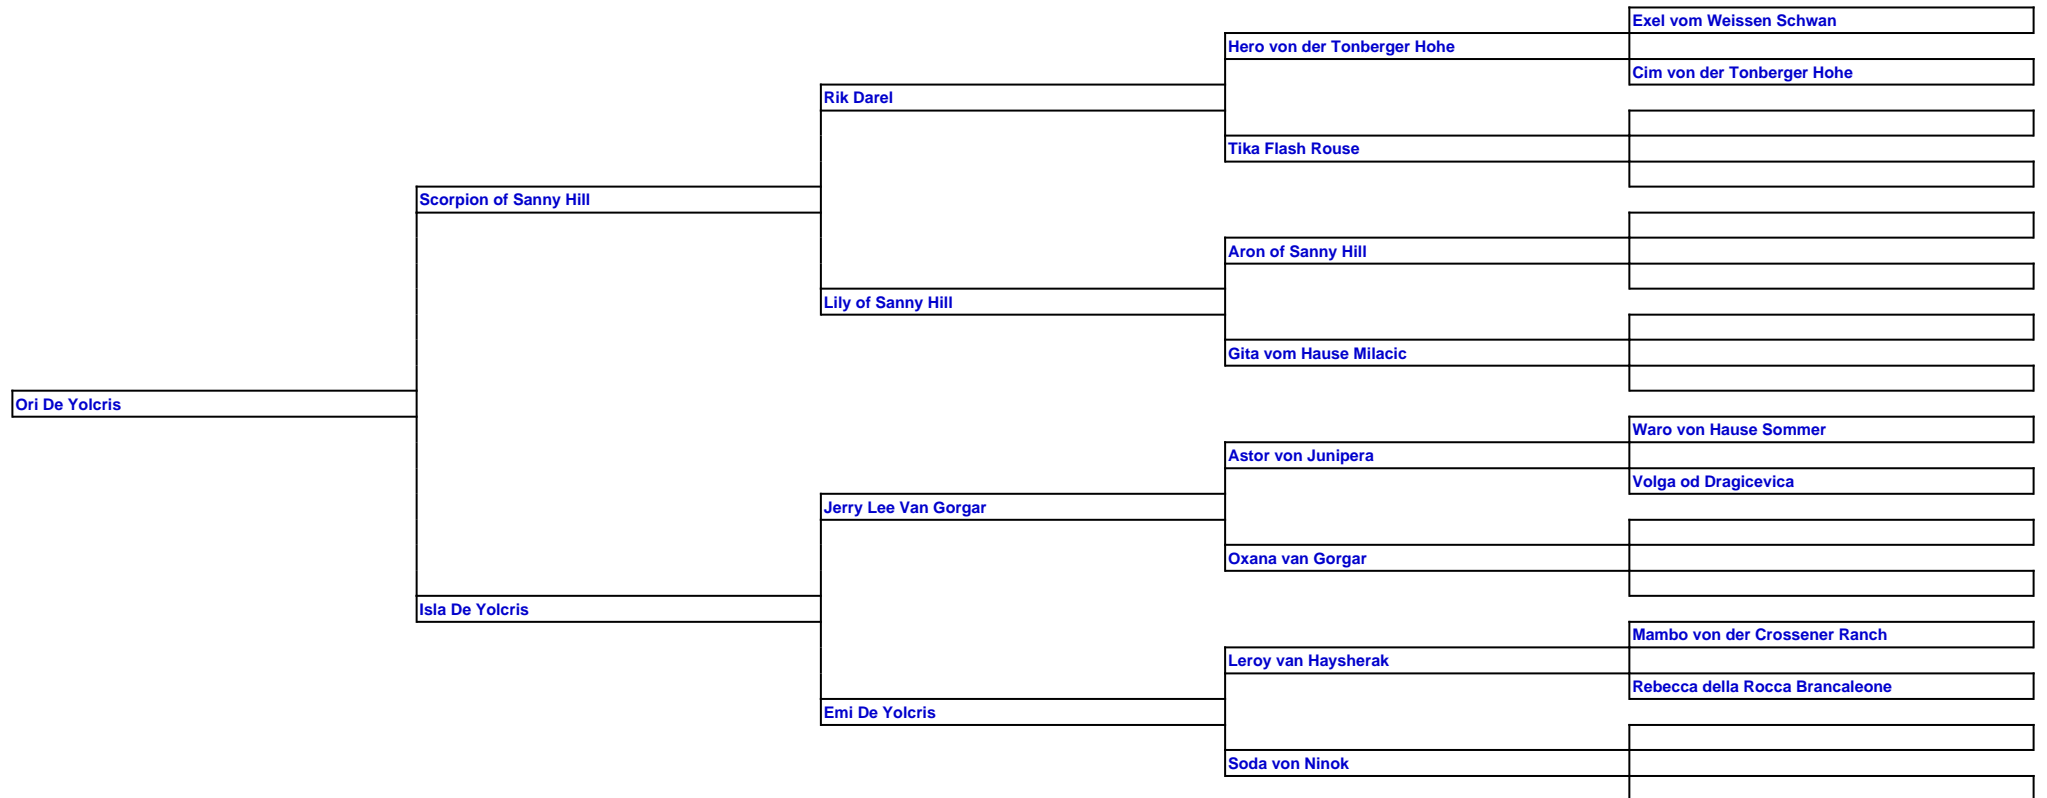 Exel vom Weissen Schwan
Hero von der Tonberger Hohe
Cim von der Tonberger Hohe
Rik Darel
Tika Flash Rouse
Scorpion of Sanny Hill
Aron of Sanny Hill
Lily of Sanny Hill
Gita vom Hause Milacic
Ori De Yolcris
Waro von Hause Sommer
Astor von Junipera
Volga od Dragicevica
Jerry Lee Van Gorgar
Oxana van Gorgar
Isla De Yolcris
Mambo von der Crossener Ranch
Leroy van Haysherak
Rebecca della Rocca Brancaleone
Emi De Yolcris
Soda von Ninok